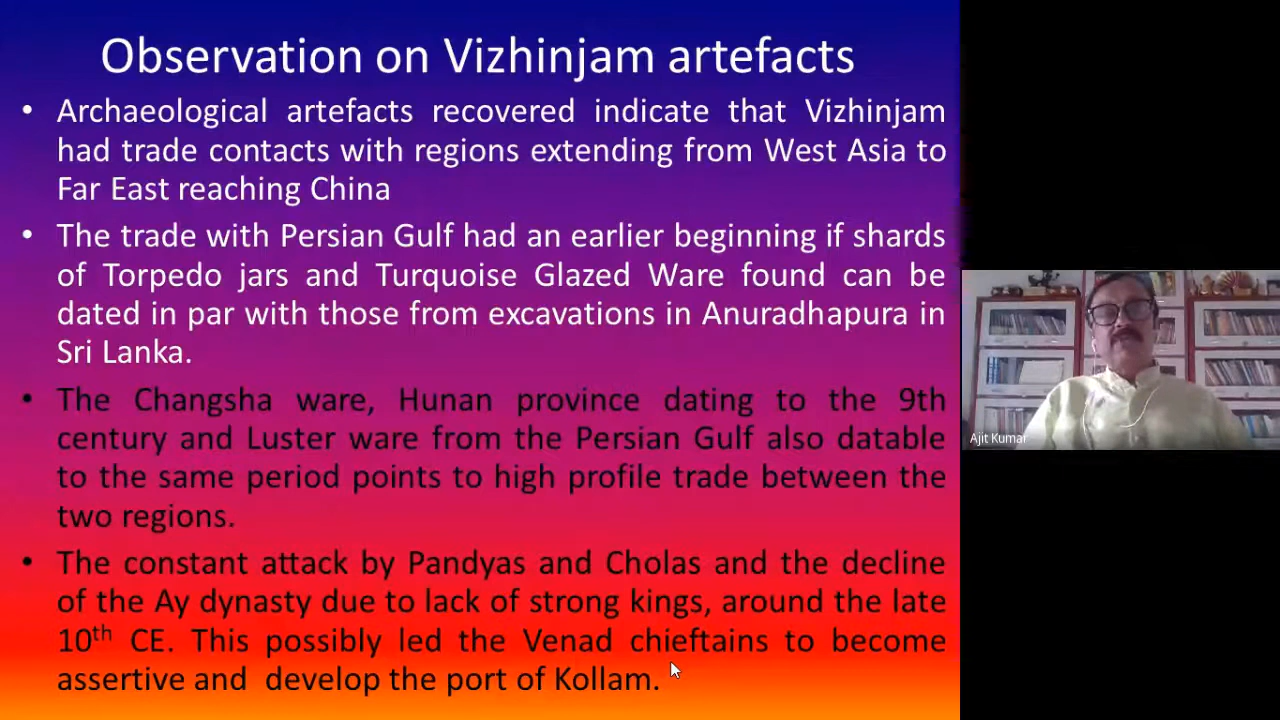 Observation on Vizhinjam artefacts
• Archaeological artefacts recovered indicate that Vizhinjam
had trade contacts with regions extending from West Asia to
Far East reaching China
• The trade with Persian Gulf had an earlier beginning if shards
of Torpedo jars and Turquoise Glazed Ware found can be
dated in par with those from excavations in Anuradhapura in
Sri Lanka.
• The Changsha ware, Hunan province dating to the 9th
century and Luster ware from the Persian Gulf also datable
to the same period points to high profile trade between the
two regions.
• The constant attack by Pandyas and Cholas and the decline
of the Ay dynasty due to lack of strong kings, around the late
10th CE. This possibly led the Venad chieftains to become
assertive and  develop the port of Kollam.
Ajit Kumar